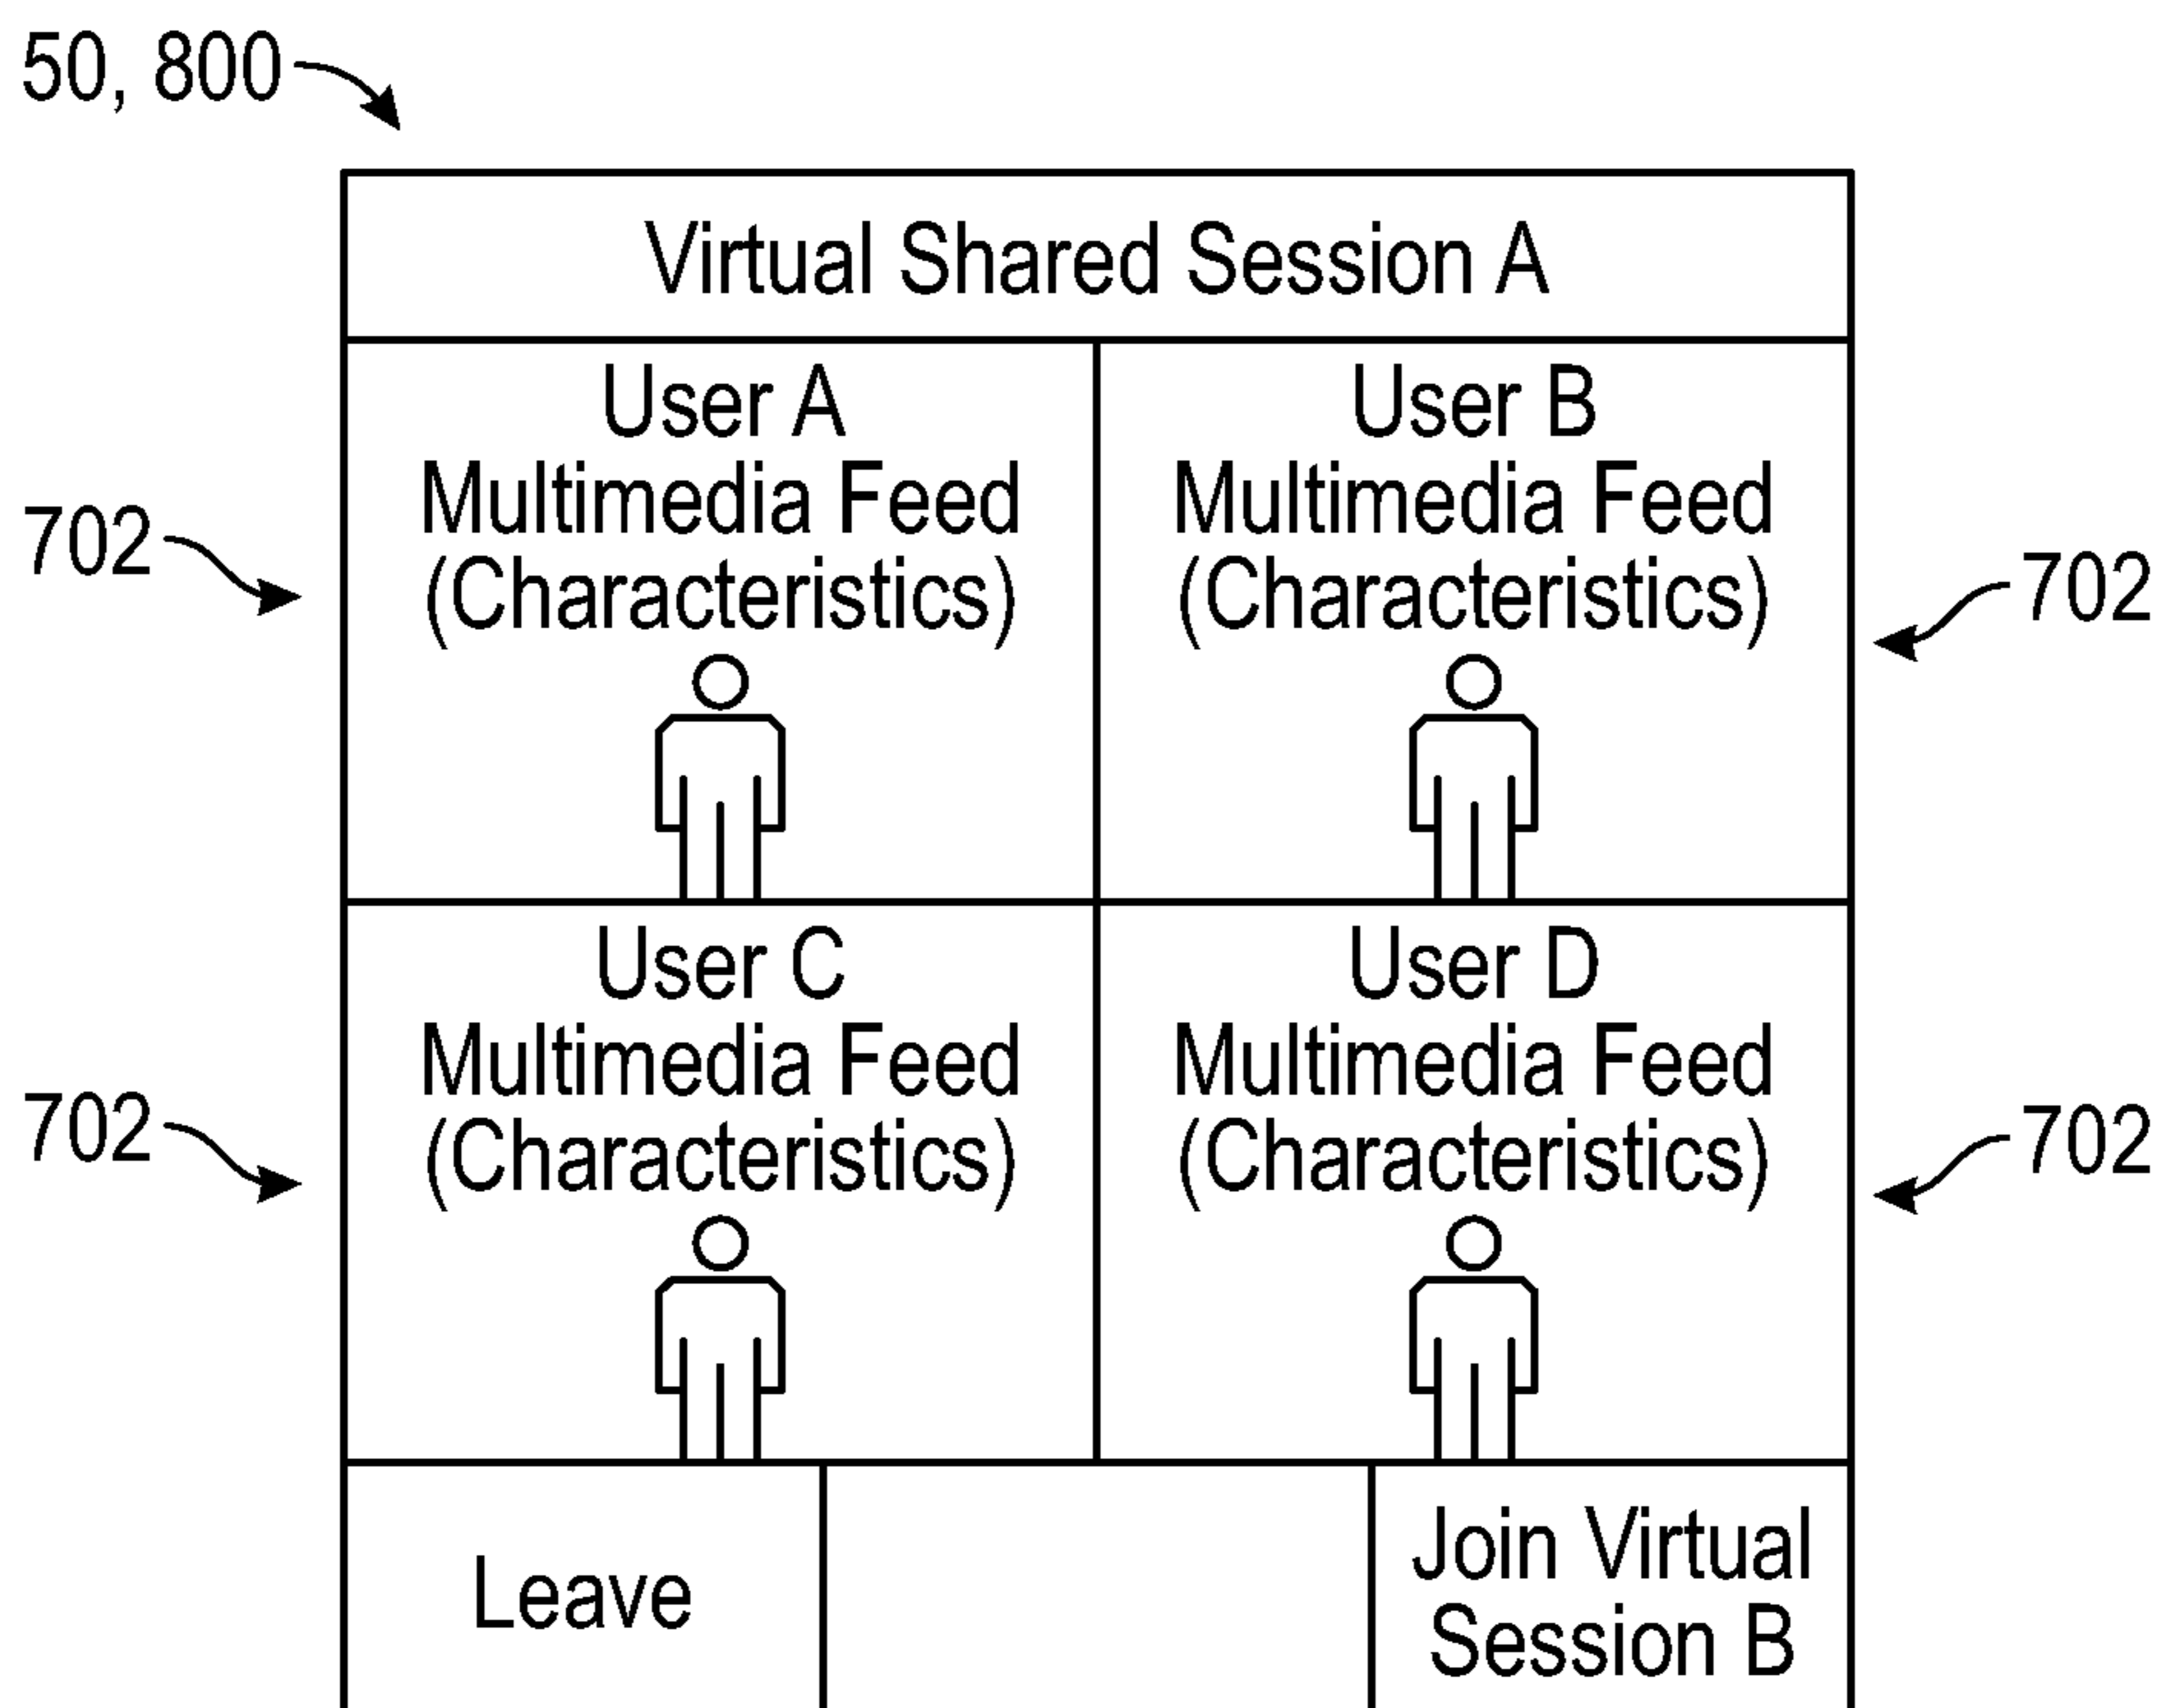 50, 800
Virtual Shared Session A
User A
Multimedia Feed
(Characteristics)
702
User B
Multimedia Feed
(Characteristics)
702
User C
Multimedia Feed
(Characteristics)
702
User D
Multimedia Feed
(Characteristics)
702
Leave
Join Virtual
Session B